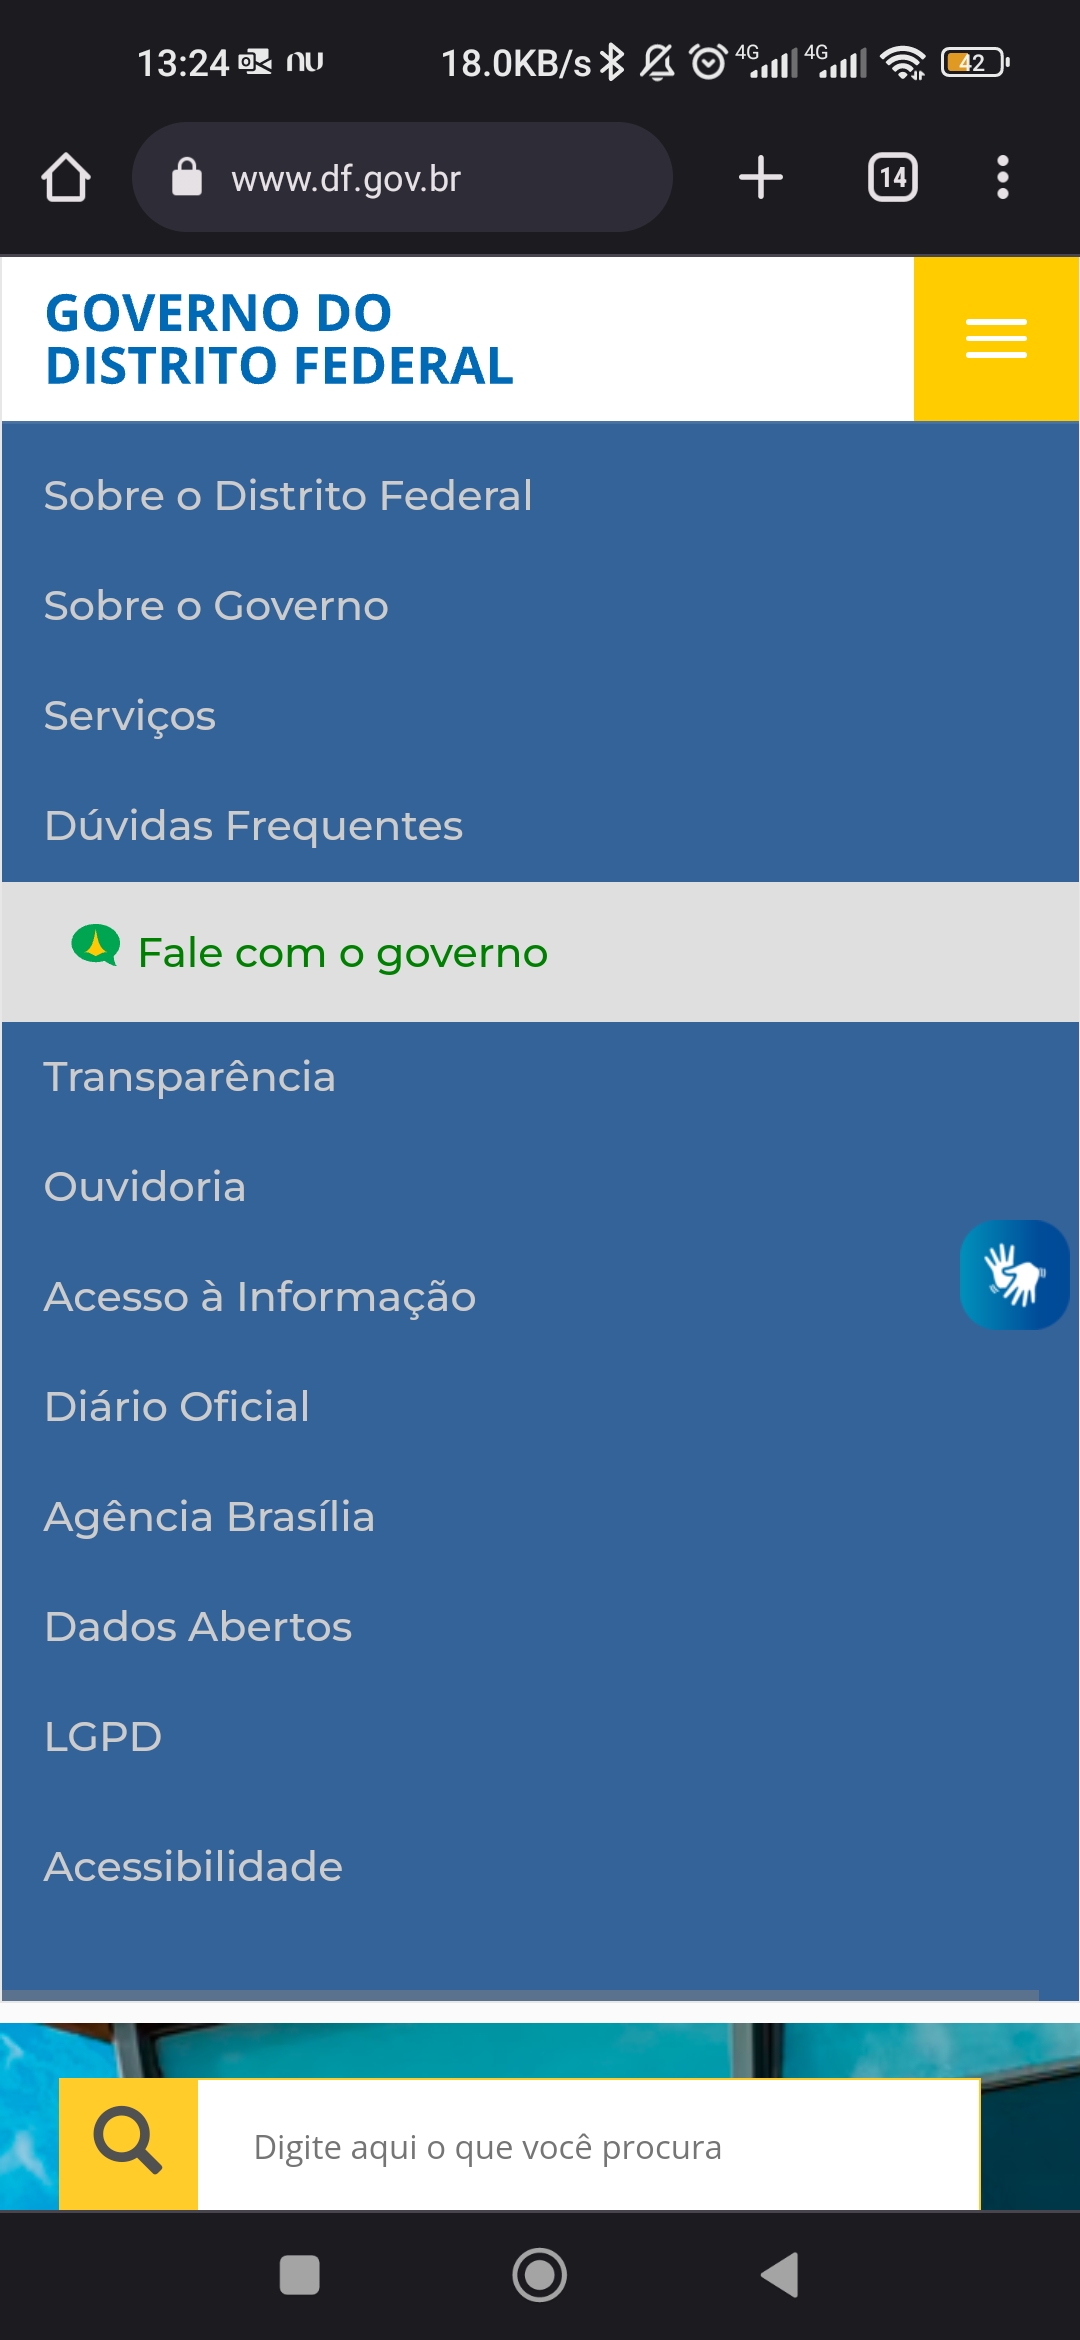 13:24 nu 18.0KB/s 4G 4G 42
www.df.gov.br 14
GOVERNO DO
DISTRITO FEDERAL
Sobre o Distrito Federal
Sobre o Governo
Serviços
Dúvidas Frequentes
Fale com o governo
Transparência
Ouvidoria
Acesso à Informação
Diário Oficial
Agência Brasília
Dados Abertos
LGPD
Acessibilidade
Digite aqui o que você procura